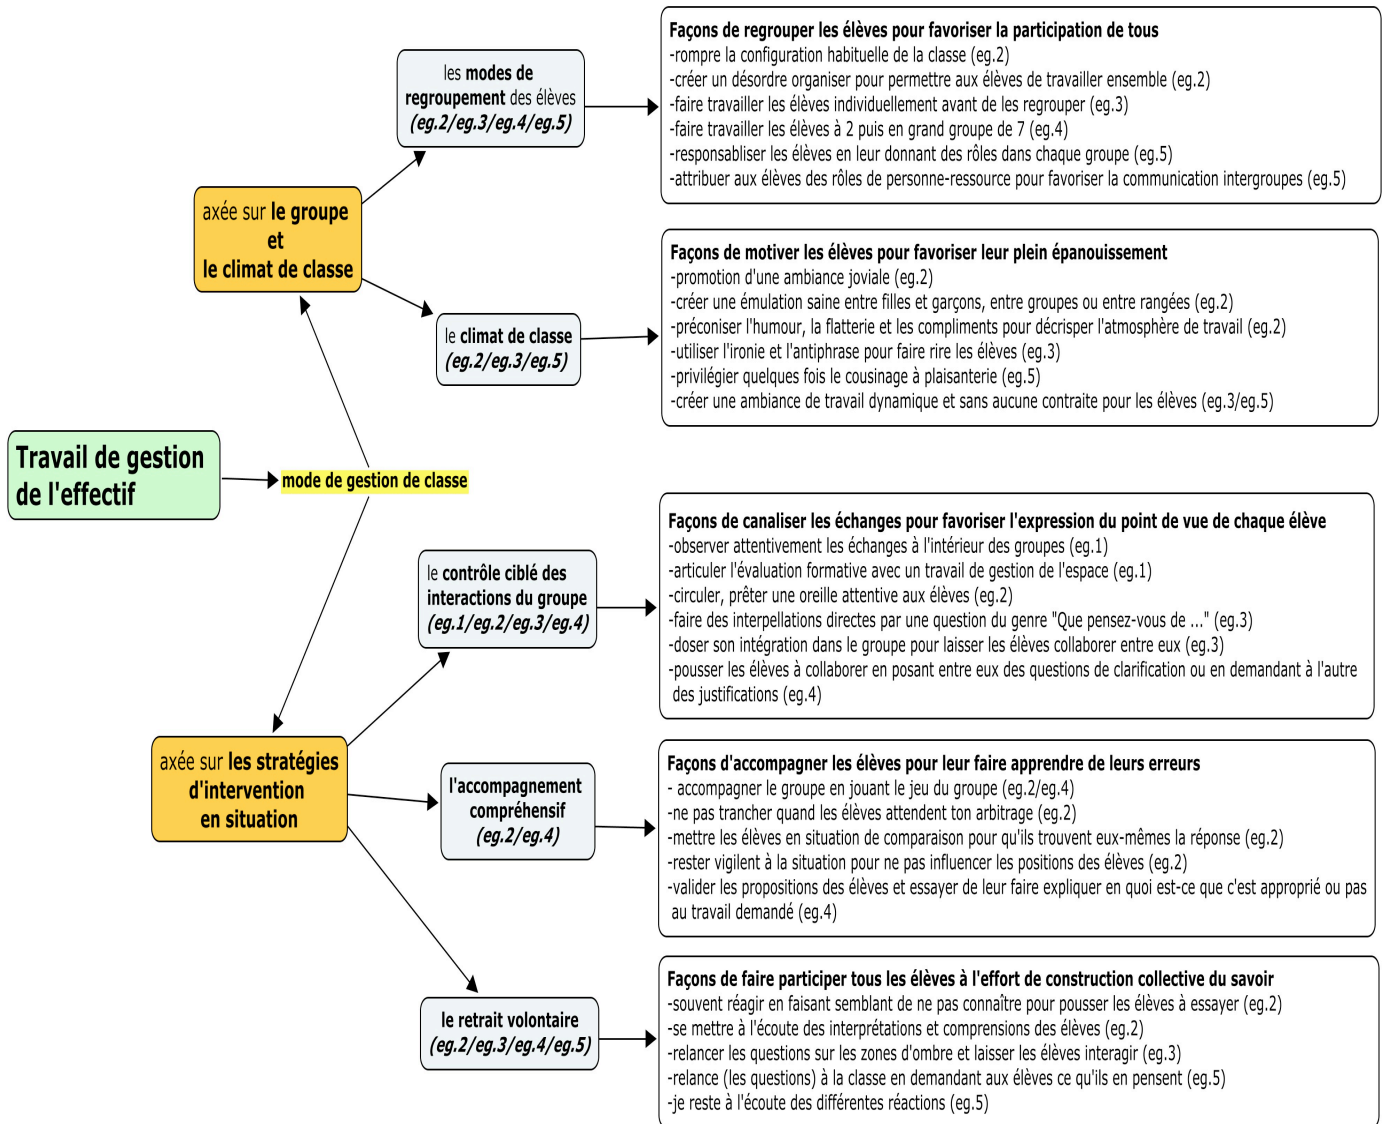 Travail de gestion
de l'effectif
mode de gestion de classe
axée sur le groupe
et
le climat de classe
les modes de
regroupement des élèves
(eg.2/eg.3/eg.4/eg.5)
Façons de regrouper les élèves pour favoriser la participation de tous
-rompre la configuration habituelle de la classe (eg.2)
-créer un désordre organiser pour permettre aux élèves de travailler ensemble (eg.2)
-faire travailler les élèves individuellement avant de les regrouper (eg.3)
-faire travailler les élèves à 2 puis en grand groupe de 7 (eg.4)
-responsabliser les élèves en leur donnant des rôles dans chaque groupe (eg.5)
-attribuer aux élèves des rôles de personne-ressource pour favoriser la communication intergroupes (eg.5)
le climat de classe
(eg.2/eg.3/eg.5)
Façons de motiver les élèves pour favoriser leur plein épanouissement
-promotion d'une ambiance joviale (eg.2)
-créer une émulation saine entre filles et garçons, entre groupes ou entre rangées (eg.2)
-préconiser l'humour, la flatterie et les compliments pour décrisper l'atmosphère de travail (eg.2)
-utiliser l'ironie et l'antiphrase pour faire rire les élèves (eg.3)
-privilégier quelques fois le cousinage à plaisanterie (eg.5)
-créer une ambiance de travail dynamique et sans aucune contraite pour les élèves (eg.3/eg.5)
axée sur les stratégies
d'intervention
en situation
le contrôle ciblé des
interactions du groupe
(eg.1/eg.2/eg.3/eg.4)
Façons de canaliser les échanges pour favoriser l'expression du point de vue de chaque élève
-observer attentivement les échanges à l'intérieur des groupes (eg.1)
-articuler l'évaluation formative avec un travail de gestion de l'espace (eg.1)
-circuler, prêter une oreille attentive aux élèves (eg.2)
-faire des interpellations directes par une question du genre "Que pensez-vous de ..." (eg.3)
-doser son intégration dans le groupe pour laisser les élèves collaborer entre eux (eg.3)
-pousser les élèves à collaborer en posant entre eux des questions de clarification ou en demandant à l'autre
des justifications (eg.4)
l'accompagnement
compréhensif
(eg.2/eg.4)
Façons d'accompagner les élèves pour leur faire apprendre de leurs erreurs
- accompagner le groupe en jouant le jeu du groupe (eg.2/eg.4)
-ne pas trancher quand les élèves attendent ton arbitrage (eg.2)
-mettre les élèves en situation de comparaison pour qu'ils trouvent eux-mêmes la réponse (eg.2)
-rester vigilent à la situation pour ne pas influencer les positions des élèves (eg.2)
-valider les propositions des élèves et essayer de leur faire expliquer en quoi est-ce que c'est approprié ou pas
au travail demandé (eg.4)
le retrait volontaire
(eg.2/eg.3/eg.4/eg.5)
Façons de faire participer tous les élèves à l'effort de construction collective du savoir
-souvent réagir en faisant semblant de ne pas connaître pour pousser les élèves à essayer (eg.2)
-se mettre à l'écoute des interprétations et comprensions des élèves (eg.2)
-relancer les questions sur les zones d'ombre et laisser les élèves interagir (eg.3)
-relance (les questions) à la classe en demandant aux élèves ce qu'ils en pensent (eg.5)
-je reste à l'écoute des différentes réactions (eg.5)